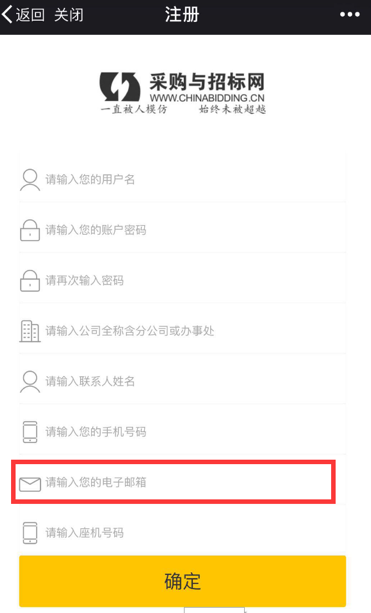 返回 关闭 注册
采购与招标网
WWW.CHINABIDDING.CN
一直被人模仿 始终未被超越
请输入您的用户名
请输入您的账户密码
请再次输入密码
请输入公司全称含分公司或办事处
请输入联系人姓名
请输入您的手机号码
请输入您的电子邮箱
请输入座机号码
确定